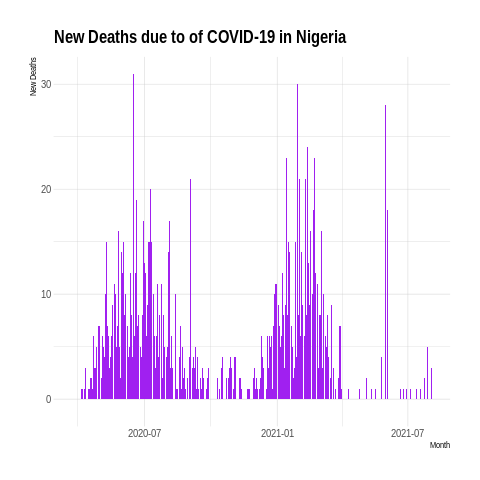 New Deaths due to of COVID-19 in Nigeria
New Deaths
30
20
10
0
2020-07
2021-01
2021-07
Month